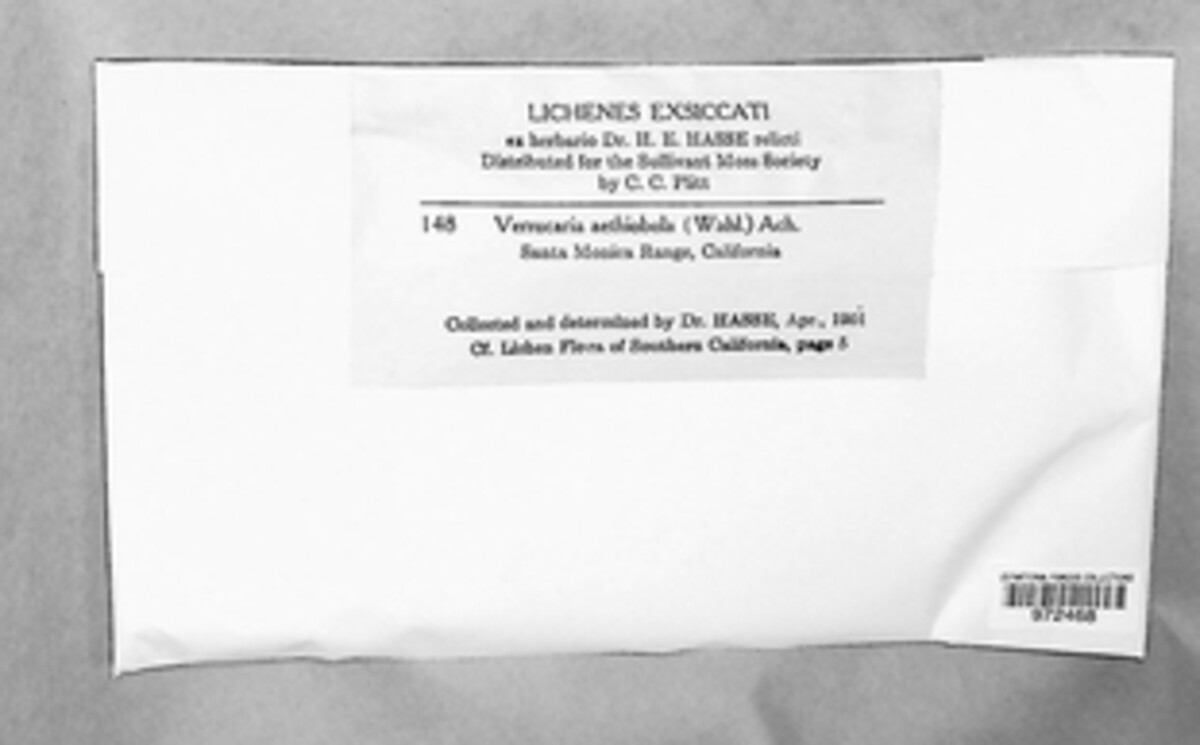 LICHENES EXSICCATI
ex herbario Dr. H. E. HASSE relicti
Distributed for the Sullivant Moss Society
by C. C. Plitt
148 Verrucaria aethiobola (Wahl.) Ach.
Santa Monica Range, California
Collected and determined by Dr. HASSE, Apr.,
Cf. Lichen Flora of Southern California, page 5
972468